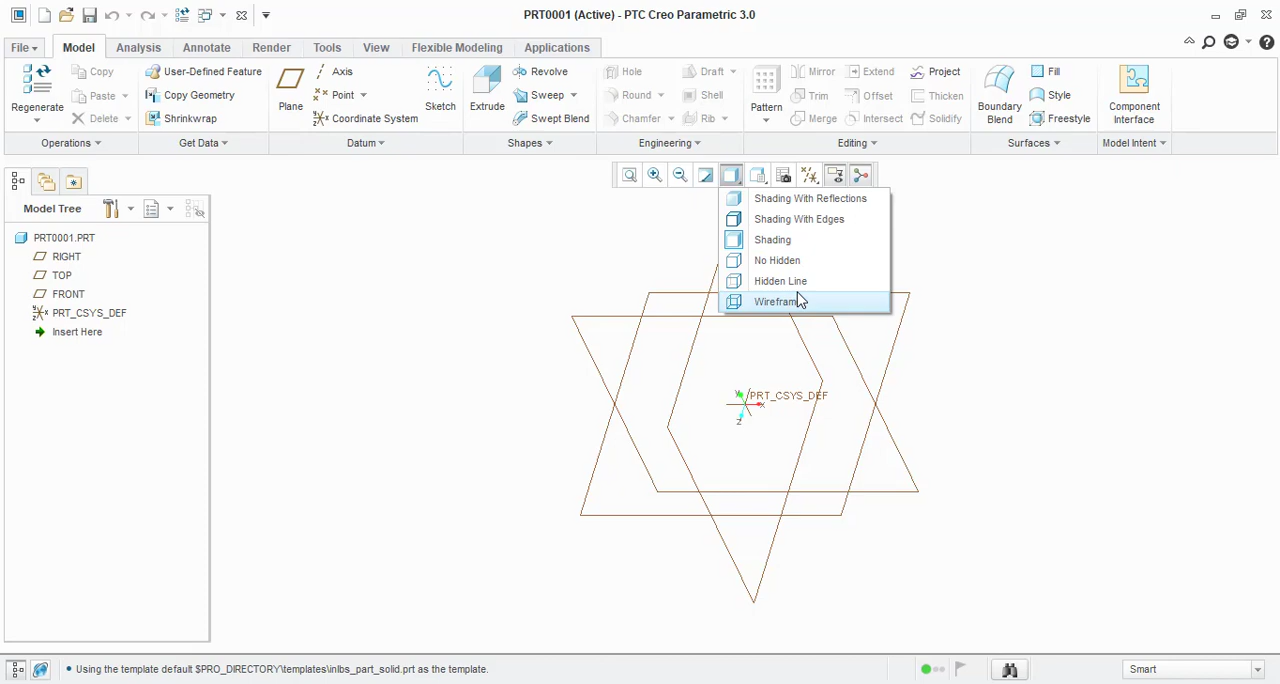 PRT0001 (Active) - PTC Creo Parametric 3.0
File Model Analysis Annotate Render Tools View Flexible Modeling Applications
Regenerate
Copy
Paste
Delete
User-Defined Feature
Copy Geometry
Shrinkwrap
Plane
Axis
Point
Coordinate System
Sketch
Extrude
Revolve
Sweep
Swept Blend
Hole
Round
Chamfer
Draft
Shell
Rib
Pattern
Mirror
Trim
Merge
Extend
Offset
Intersect
Project
Thicken
Solidify
Boundary
Blend
Fill
Style
Freestyle
Component
Interface
Operations Get Data Datum Shapes Engineering Editing Surfaces Model Intent
Model Tree
PRT0001.PRT
RIGHT
TOP
FRONT
PRT_CSYS_DEF
Insert Here
Shading With Reflections
Shading With Edges
Shading
No Hidden
Hidden Line
Wireframe
PRT_CSYS_DEF
Y
X
Z
Using the template default $PRO_DIRECTORY\templates\inlbs_part_solid.prt as the template.
Smart